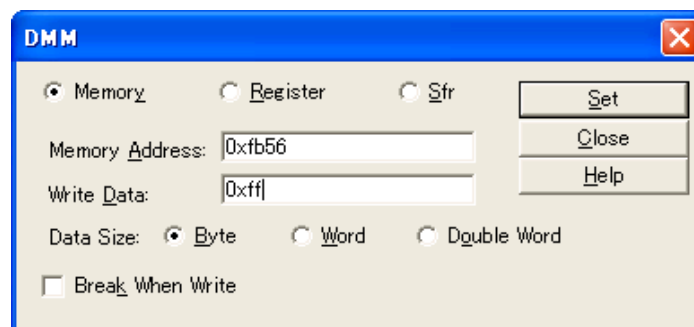 DMM
Memory Register Sfr Set
Memory Address: 0xfb56 Close
Write Data: 0xff Help
Data Size: Byte Word Double Word
Break When Write